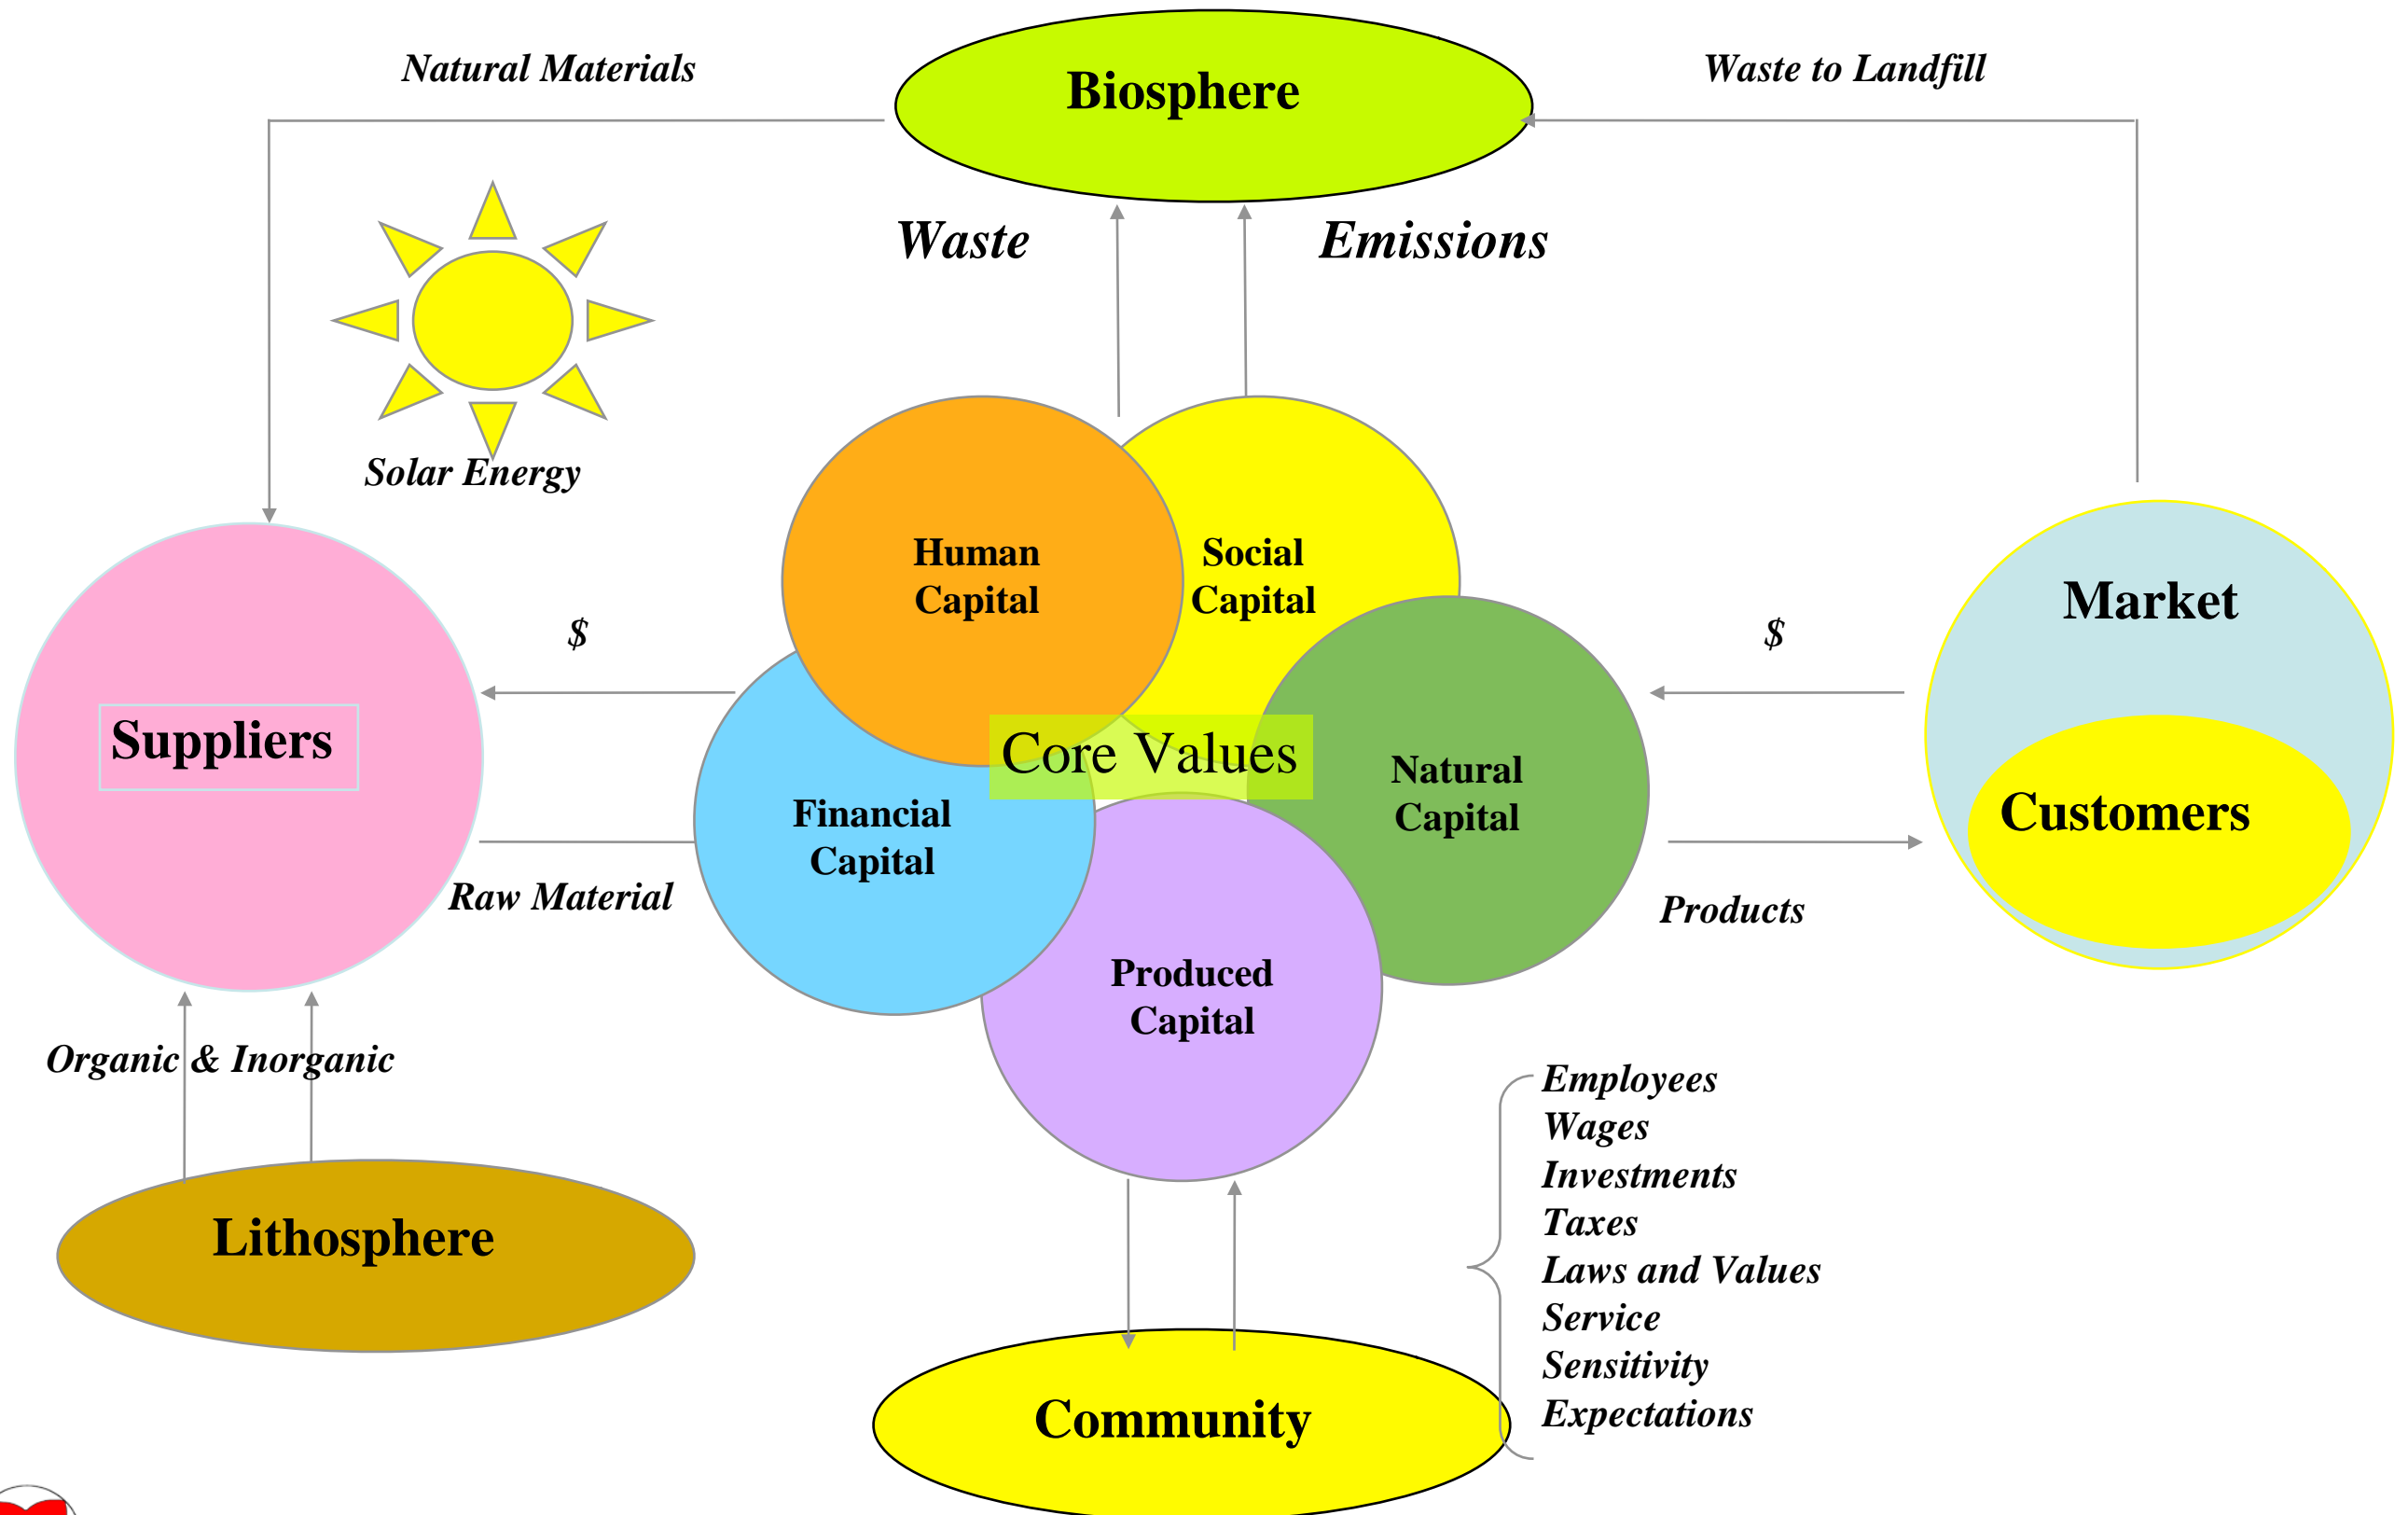 Natural Materials
Biosphere
Waste to Landfill
Waste
Emissions
Solar Energy
Human
Capital
Social
Capital
$
$
Market
Suppliers
Core Values
Natural
Capital
Customers
Financial
Capital
Raw Material
Products
Produced
Capital
Organic & Inorganic
Employees
Wages
Investments
Taxes
Laws and Values
Service
Sensitivity
Expectations
Lithosphere
Community